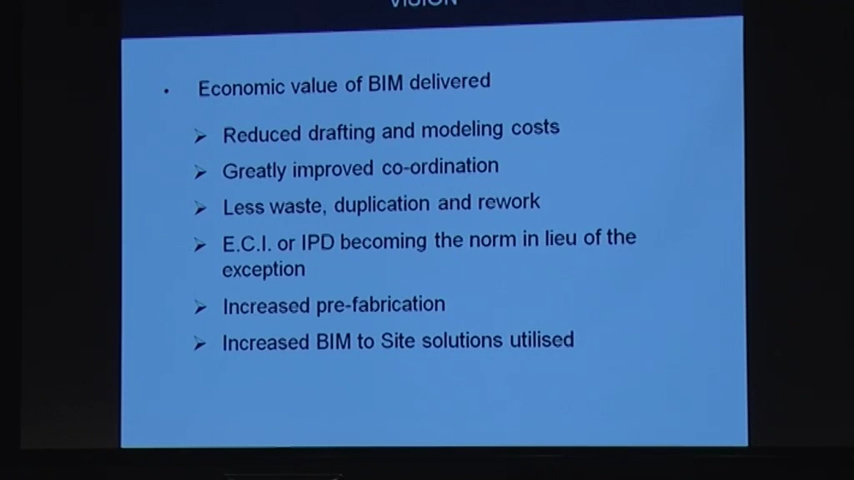 VISION
• Economic value of BIM delivered
➢ Reduced drafting and modeling costs
➢ Greatly improved co-ordination
➢ Less waste, duplication and rework
➢ E.C.I. or IPD becoming the norm in lieu of the
exception
➢ Increased pre-fabrication
➢ Increased BIM to Site solutions utilised